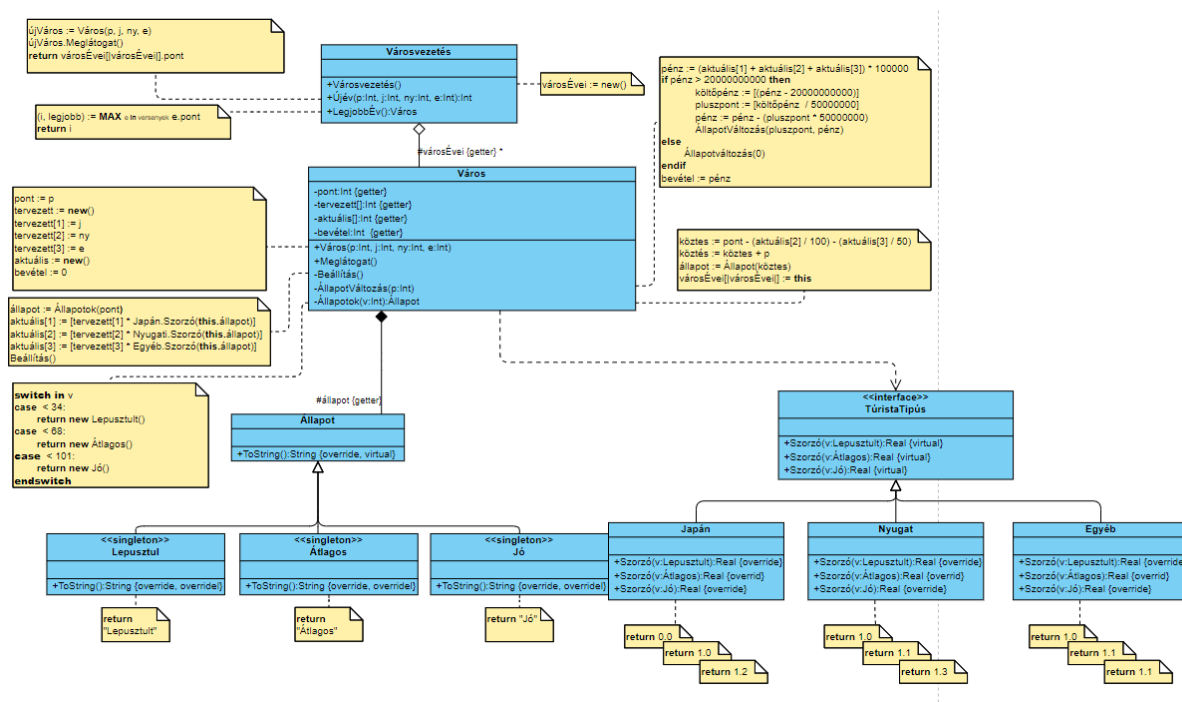 újVáros := Város(p, j, ny, e)
újVáros.Meglátogat()
return városÉvei[|városÉvei|].pont
(i, legjobb) := MAX e in versenyek e.pont
return i
Városvezetés
+Városvezetés()
+Újév(p:Int, j:Int, ny:Int, e:Int):Int
+LegjobbÉv():Város
városÉvei := new()
#városÉvei {getter} *
pénz := (aktuális[1] + aktuális[2] + aktuális[3]) * 100000
if pénz > 20000000000 then
költőpénz := [(pénz - 20000000000)]
pluszpont := [költőpénz / 50000000]
pénz := pénz - (pluszpont * 50000000)
ÁllapotVáltozás(pluszpont, pénz)
else
Állapotváltozás(0)
endif
bevétel := pénz
Város
-pont:Int {getter}
-tervezett[]:Int {getter}
-aktuális[]:Int {getter}
-bevétel:Int {getter}
+Város(p:Int, j:Int, ny:Int, e:Int)
+Meglátogat()
-Beállítás()
-ÁllapotVáltozás(p:Int)
-Állapotok(v:Int):Állapot
pont := p
tervezett := new()
tervezett[1] := j
tervezett[2] := ny
tervezett[3] := e
aktuális := new()
bevétel := 0
köztes := pont - (aktuális[2] / 100) - (aktuális[3] / 50)
köztés := köztes + p
állapot := Állapot(köztes)
városÉvei[|városÉvei|] := this
állapot := Állapotok(pont)
aktuális[1] := [tervezett[1] * Japán.Szorzó(this.állapot)]
aktuális[2] := [tervezett[2] * Nyugati.Szorzó(this.állapot)]
aktuális[3] := [tervezett[3] * Egyéb.Szorzó(this.állapot)]
Beállítás()
switch in v
case < 34:
return new Lepusztult()
case < 68:
return new Átlagos()
case < 101:
return new Jó()
endswitch
#állapot {getter}
Állapot
+ToString():String {override, virtual}
<<interface>>
TúristaTipús
+Szorzó(v:Lepusztult):Real {virtual}
+Szorzó(v:Átlagos):Real {virtual}
+Szorzó(v:Jó):Real {virtual}
<<singleton>>
Lepusztul
+ToString():String {override, overridel}
return
"Lepusztult"
<<singleton>>
Átlagos
+ToString():String {override, overridel}
return
"Átlagos"
<<singleton>>
Jó
+ToString():String {override, overridel}
return "Jó"
Japán
+Szorzó(v:Lepusztult):Real {override}
+Szorzó(v:Átlagos):Real {overrid}
+Szorzó(v:Jó):Real {override}
return 0.0
return 1.0
return 1.2
Nyugat
+Szorzó(v:Lepusztult):Real {override}
+Szorzó(v:Átlagos):Real {overrid}
+Szorzó(v:Jó):Real {override}
return 1.0
return 1.1
return 1.3
Egyéb
+Szorzó(v:Lepusztult):Real {override
+Szorzó(v:Átlagos):Real {overrid}
+Szorzó(v:Jó):Real {override}
return 1.0
return 1.1
return 1.1